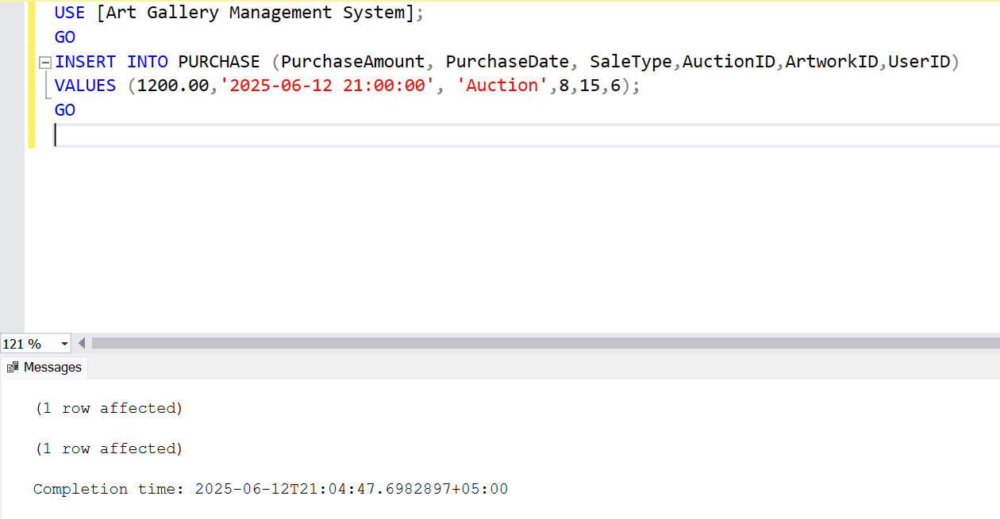 USE [Art Gallery Management System];
GO
INSERT INTO PURCHASE (PurchaseAmount, PurchaseDate, SaleType,AuctionID,ArtworkID,UserID)
VALUES (1200.00,'2025-06-12 21:00:00', 'Auction',8,15,6);
GO
121 %
Messages
(1 row affected)
(1 row affected)
Completion time: 2025-06-12T21:04:47.6982897+05:00